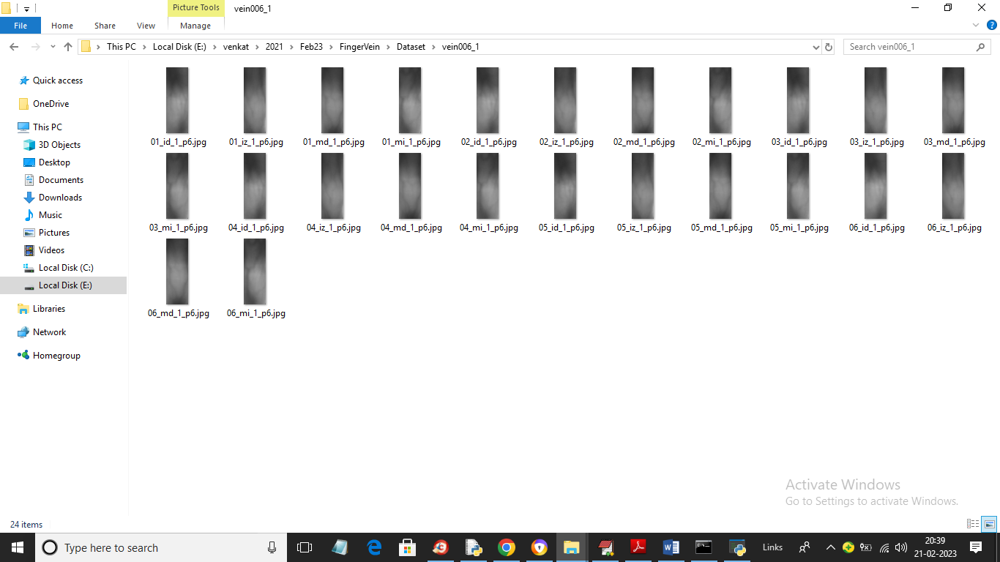 Picture Tools vein006_1
File Home Share View Manage
This PC Local Disk (E:) venkat 2021 Feb23 FingerVein Dataset vein006_1 Search vein006_1
Quick access
OneDrive
This PC
3D Objects
Desktop
Documents
Downloads
Music
Pictures
Videos
Local Disk (C:)
Local Disk (E:)
Libraries
Network
Homegroup
01_id_1_p6.jpg 01_iz_1_p6.jpg 01_md_1_p6.jpg 01_mi_1_p6.jpg 02_id_1_p6.jpg 02_iz_1_p6.jpg 02_md_1_p6.jpg 02_mi_1_p6.jpg 03_id_1_p6.jpg 03_iz_1_p6.jpg 03_md_1_p6.jpg
03_mi_1_p6.jpg 04_id_1_p6.jpg 04_iz_1_p6.jpg 04_md_1_p6.jpg 04_mi_1_p6.jpg 05_id_1_p6.jpg 05_iz_1_p6.jpg 05_md_1_p6.jpg 05_mi_1_p6.jpg 06_id_1_p6.jpg 06_iz_1_p6.jpg
06_md_1_p6.jpg 06_mi_1_p6.jpg
Activate Windows
Go to Settings to activate Windows.
24 items
Type here to search Links 20:39
21-02-2023